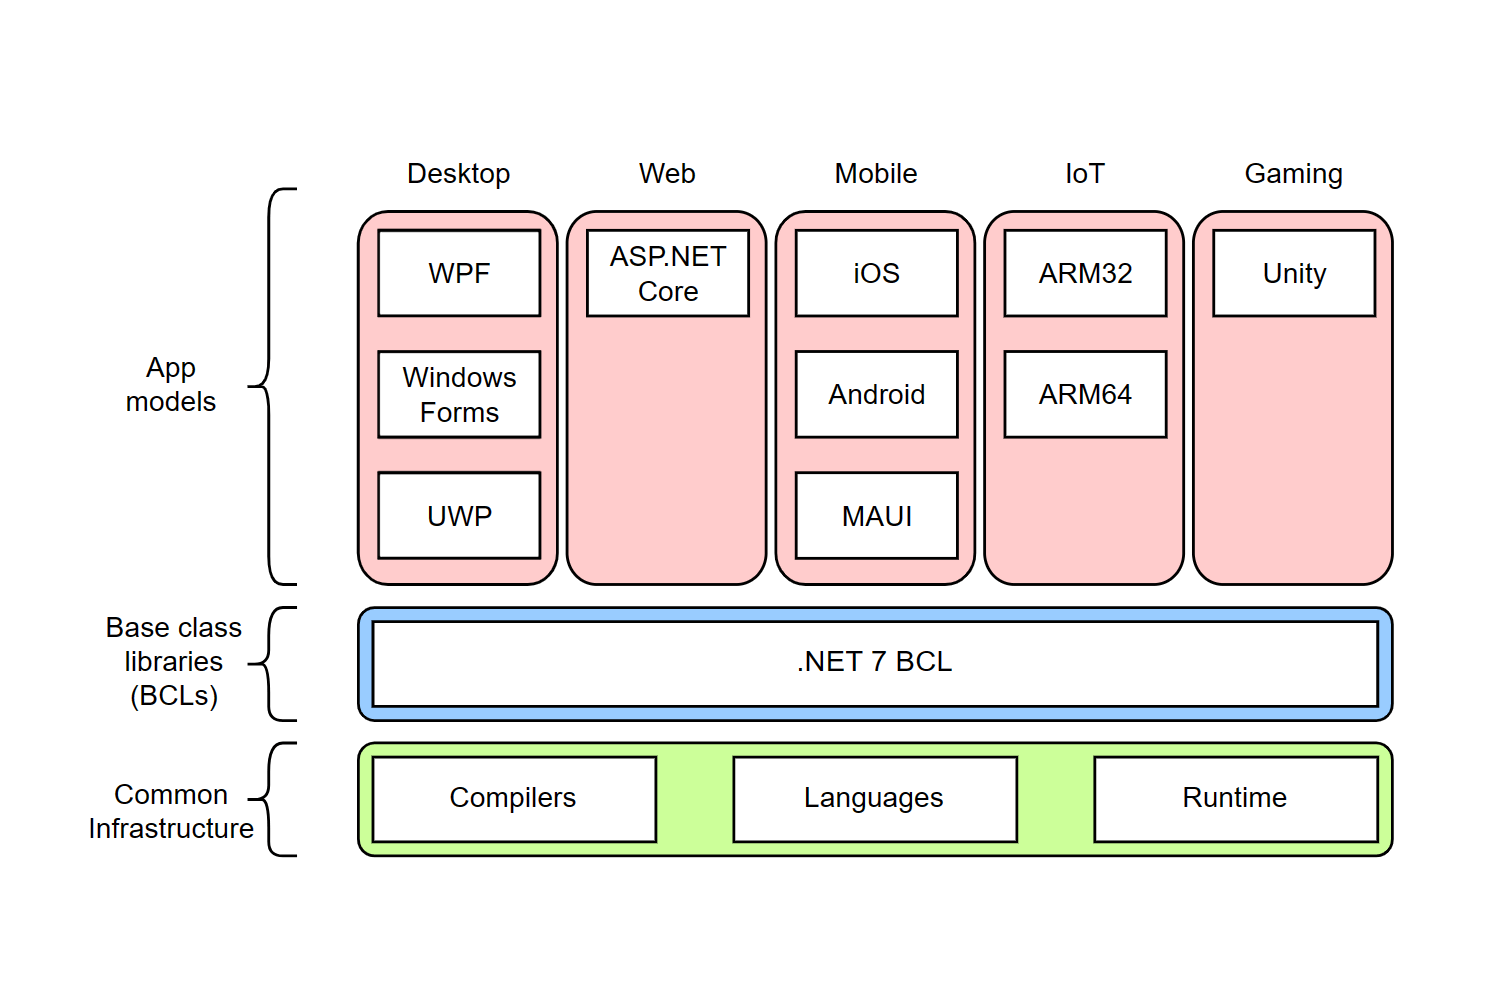 Desktop
Web
Mobile
IoT
Gaming
App
models
WPF
Windows
Forms
UWP
ASP.NET
Core
iOS
Android
MAUI
ARM32
ARM64
Unity
Base class
libraries
(BCLs)
.NET 7 BCL
Common
Infrastructure
Compilers
Languages
Runtime